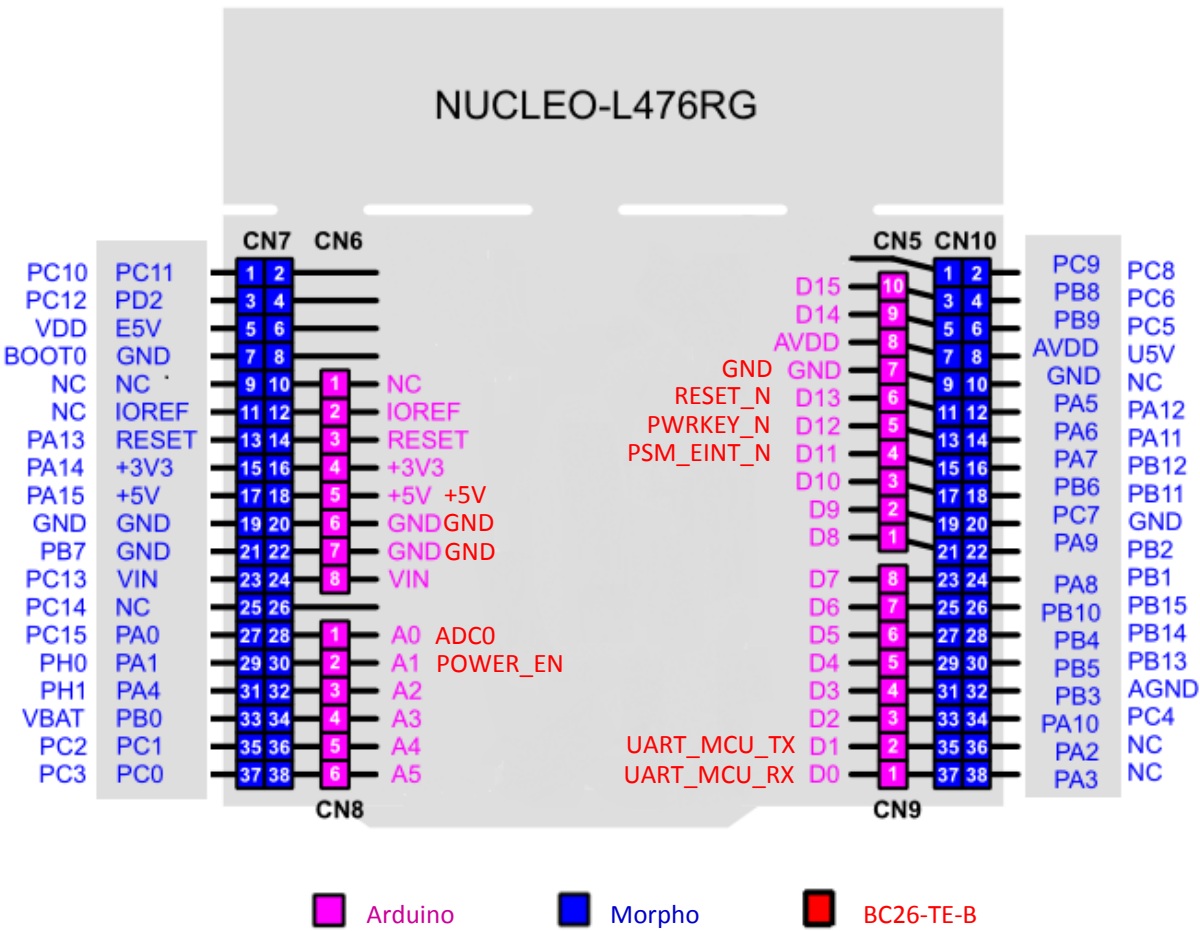 NUCLEO-L476RG
CN7 CN6 CN5 CN10
PC10 PC11 1 2 1 2 PC9 PC8
D15 10 3 4 PB8 PC6
PC12 PD2 3 4
D14 9 5 6 PB9 PC5
VDD E5V 5 6
AVDD 8 7 8 AVDD U5V
BOOT0 GND 7 8
GND GND 7 9 10 GND NC
NC NC 9 10 1 NC
RESET_N D13 6 11 12 PA5 PA12
NC IOREF 11 12 2 IOREF
PWRKEY_N D12 5 13 14 PA6 PA11
PA13 RESET 13 14 3 RESET
PSM_EINT_N D11 4 15 16 PA7 PB12
PA14 +3V3 15 16 4 +3V3
D10 3 17 18 PB6 PB11
PA15 +5V 17 18 5 +5V +5V
D9 2 19 20 PC7 GND
GND GND 19 20 6 GND GND
D8 1 21 22 PA9 PB2
PB7 GND 21 22 7 GND GND
PC13 VIN 23 24 8 VIN D7 8 23 24 PA8 PB1
PC14 NC 25 26 D6 7 25 26 PB10 PB15
PC15 PA0 27 28 1 A0 ADC0 D5 6 27 28 PB4 PB14
PH0 PA1 29 30 2 A1 POWER_EN D4 5 29 30 PB5 PB13
PH1 PA4 31 32 3 A2 D3 4 31 32 PB3 AGND
VBAT PB0 33 34 4 A3 D2 3 33 34 PA10 PC4
PC2 PC1 35 36 5 A4 UART_MCU_TX D1 2 35 36 PA2 NC
PC3 PC0 37 38 6 A5 UART_MCU_RX D0 1 37 38 PA3 NC
CN8 CN9
Arduino Morpho BC26-TE-B